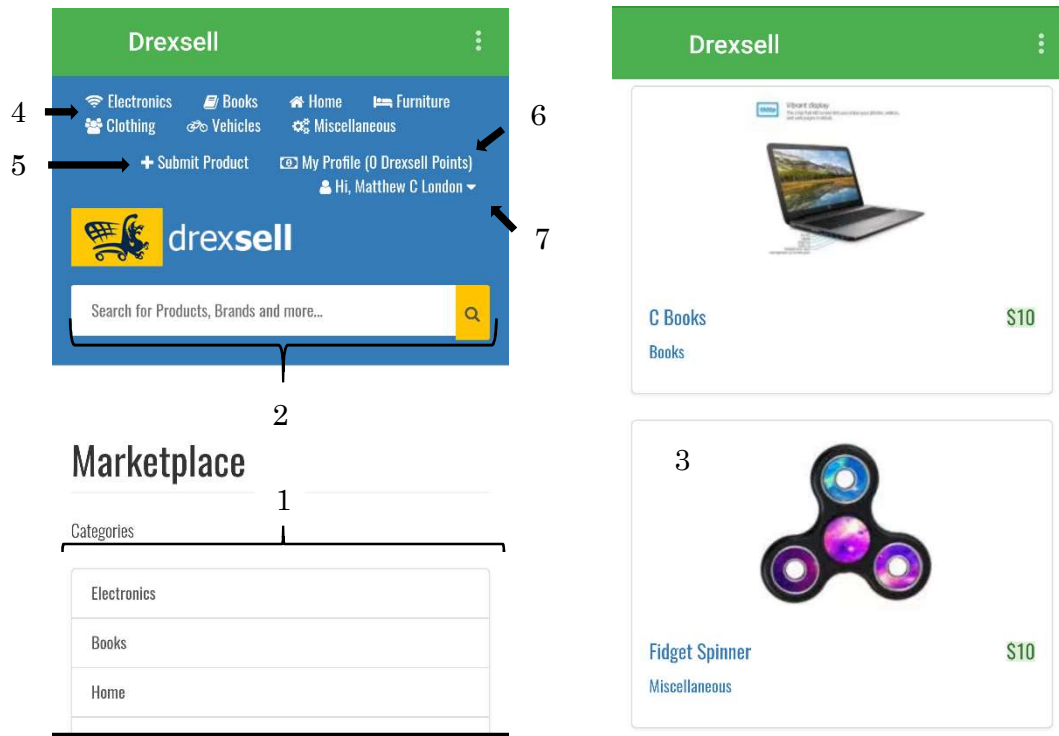 Drexsell
4
Electronics Books Home Furniture
Clothing Vehicles Miscellaneous
6
5
Submit Product My Profile (0 Drexsell Points)
Hi, Matthew C London
7
drexsell
Search for Products, Brands and more...
2
Marketplace
1
Categories
Electronics
Books
Home
Drexsell
Vibrant display
C Books $10
Books
3
Fidget Spinner $10
Miscellaneous